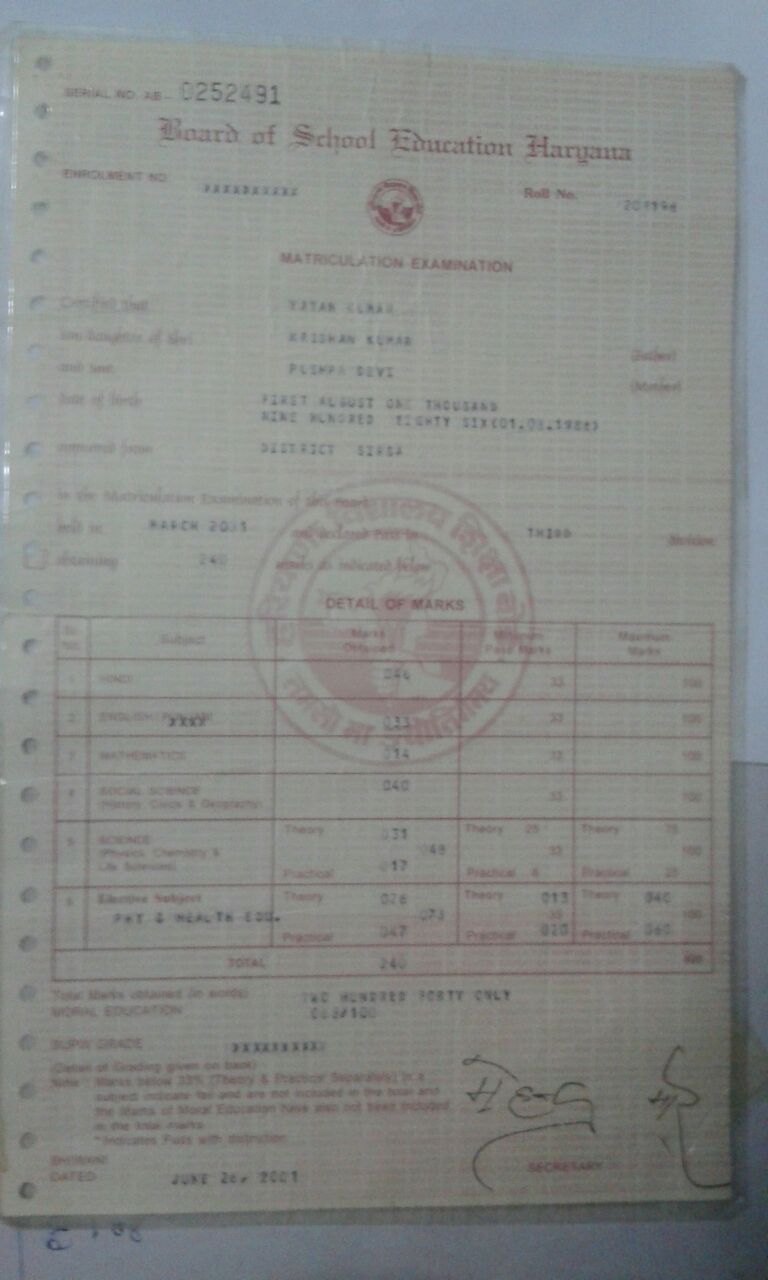 SERIAL NO. AB - 0252491
Board of School Education Haryana
ENROLMENT NO. XXXXXXXXXX
Roll No.
MATRICULATION EXAMINATION
Certified that KUMAR
son/daughter of Shri KRISHAN KUMAR (Father)
and Smt. PUSHPA DEVI (Mother)
date of birth FIRST AUGUST ONE THOUSAND
NINE HUNDRED EIGHTY SIX(01.08.1986)
appeared from DISTRICT SIRSA
in the Matriculation Examination of this Board
held in MARCH 2001 and declared Pass in THIRD Division
obtaining 240 marks as indicated below
DETAIL OF MARKS
Sr. No. Subject Marks Obtained Minimum Pass Marks Maximum Marks
1 HINDI 046 33 100
2 ENGLISH/ XXXX 033 33 100
3 MATHEMATICS 014 33 100
4 SOCIAL SCIENCE 040 33 100
(History, Civics & Geography)
5 SCIENCE Theory 031 Theory 25 Theory 75
(Physics, Chemistry & 048 33 100
Life Sciences) Practical 017 Practical 8 Practical 25
6 Elective Subject Theory 026 Theory 013 Theory 040
PHY & HEALTH EDU. 073 33 100
Practical 047 Practical 020 Practical 060
TOTAL 240
Total Marks obtained (in words) TWO HUNDRED FORTY ONLY
MORAL EDUCATION
SUPW GRADE XXXXXXXXXX
(Detail of Grading given on back)
Note: Marks below 33% (Theory & Practical Separately) in a
subject indicate fail and are not included in the total and
the Marks of Moral Education have also not been included
in the total marks.
* Indicates Pass with distinction
BHIWANI
DATED JUNE 26, 2001
SECRETARY